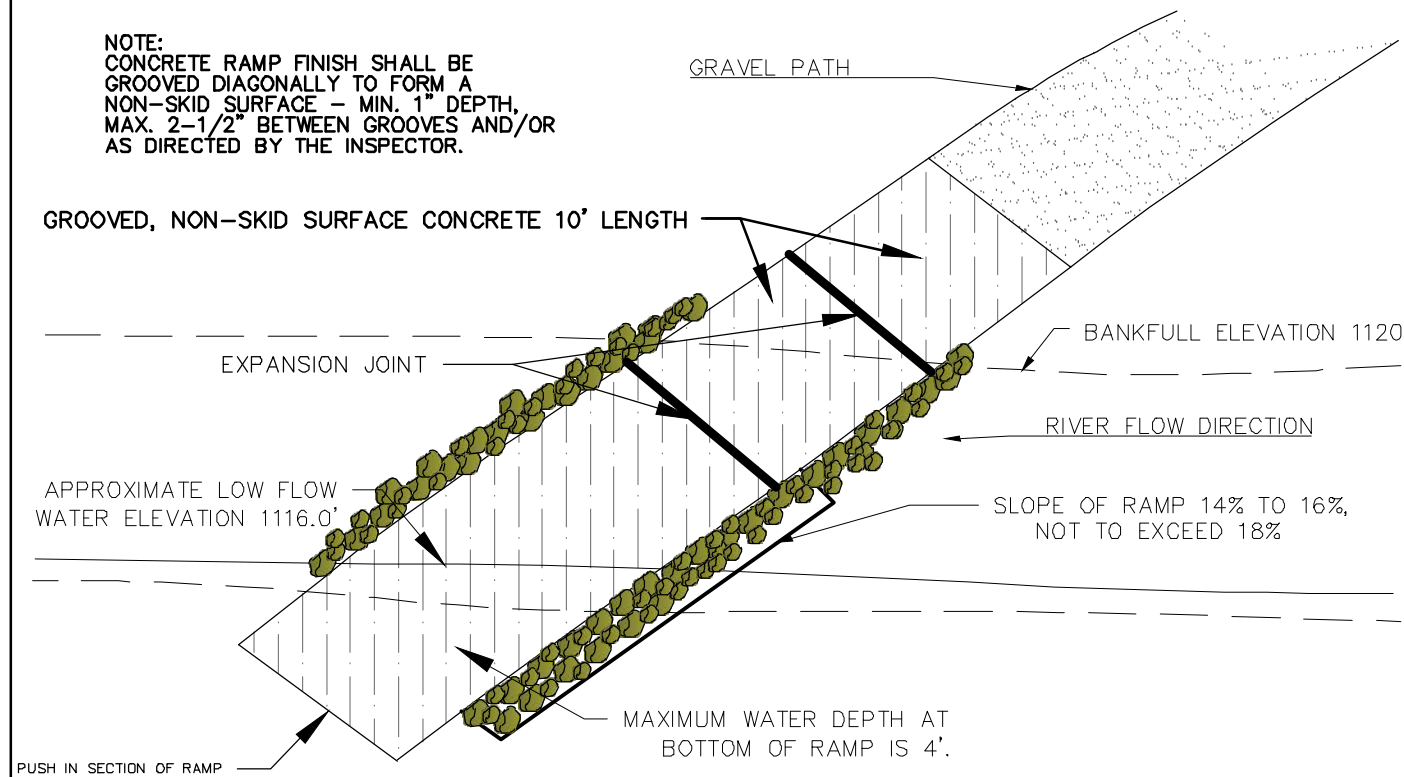 NOTE:
CONCRETE RAMP FINISH SHALL BE
GROOVED DIAGONALLY TO FORM A
NON-SKID SURFACE - MIN. 1" DEPTH,
MAX. 2-1/2" BETWEEN GROOVES AND/OR
AS DIRECTED BY THE INSPECTOR.
GRAVEL PATH
GROOVED, NON-SKID SURFACE CONCRETE 10' LENGTH
BANKFULL ELEVATION 1120
EXPANSION JOINT
RIVER FLOW DIRECTION
APPROXIMATE LOW FLOW
WATER ELEVATION 1116.0'
SLOPE OF RAMP 14% TO 16%,
NOT TO EXCEED 18%
MAXIMUM WATER DEPTH AT
BOTTOM OF RAMP IS 4'.
PUSH IN SECTION OF RAMP